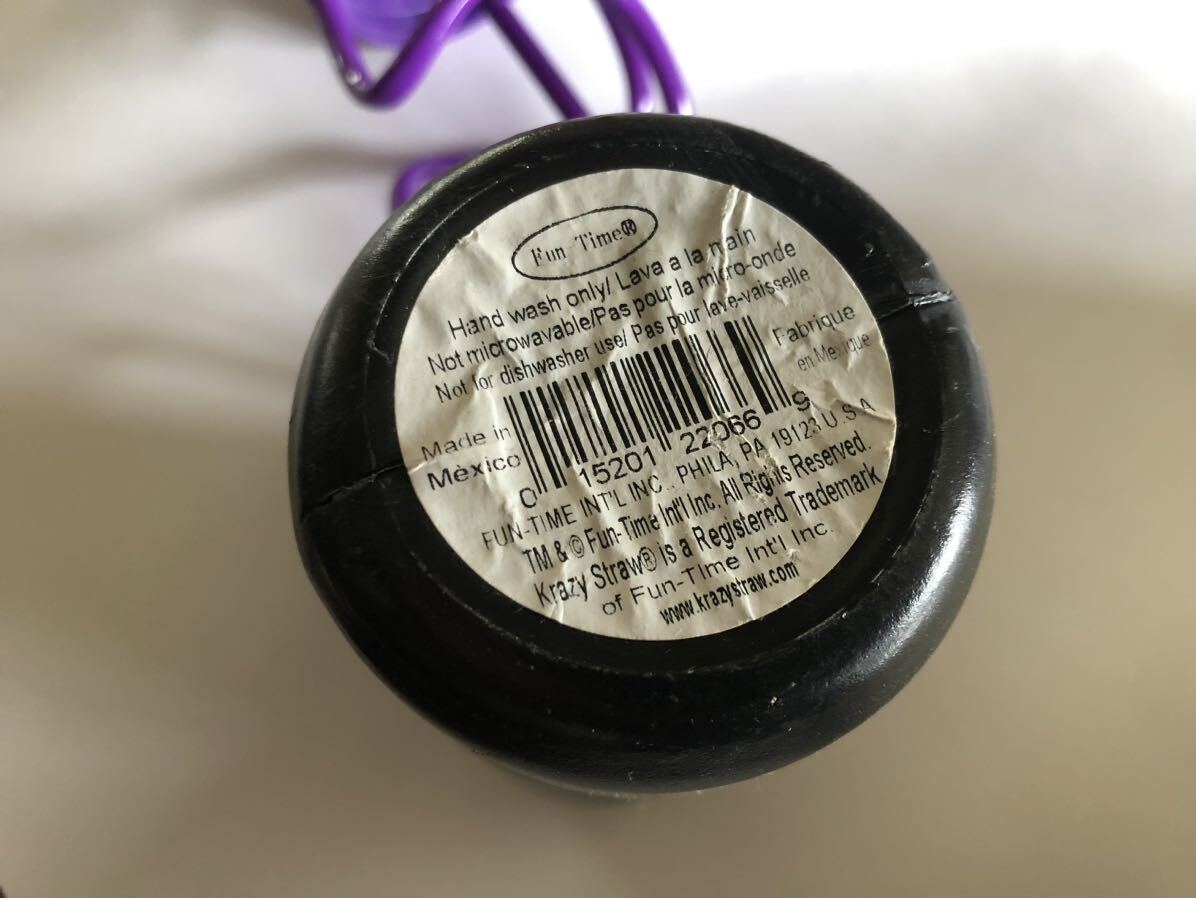 Fun-Time®
Hand wash only/ Lava a la main
Not microwavable/Pas pour la micro-onde
Not for dishwasher use/ Pas pour lave-vaisselle
Made in
Mèxico
Fabrique
en Mexique
0 15201 22066 9
FUN-TIME INT'L INC., PHILA, PA 19123 U.S.A
TM & © Fun-Time Int'l Inc. All Rights Reserved.
Krazy Straw® is a Registered Trademark
of Fun-Time Int'l Inc.
www.krazystraw.com